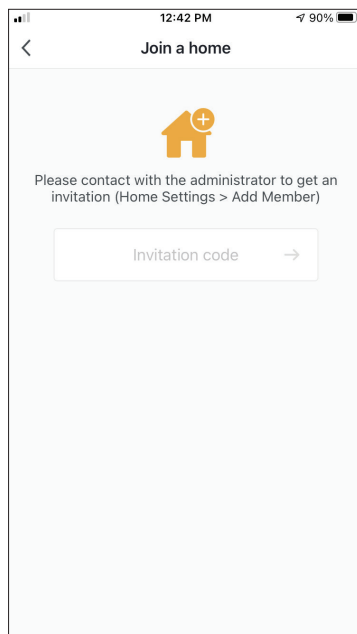 12:42 PM
90%
Join a home
Please contact with the administrator to get an
invitation (Home Settings > Add Member)
Invitation code